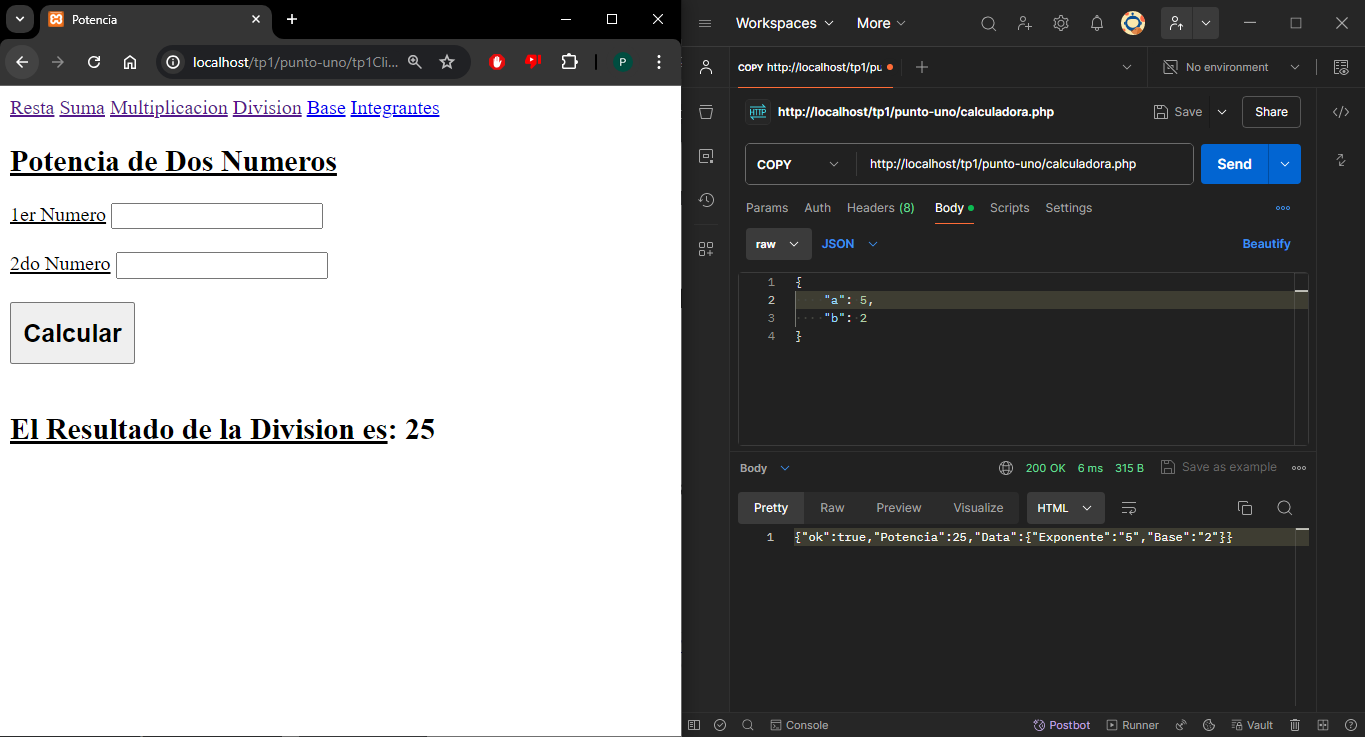 Potencia
localhost/tp1/punto-uno/tp1Cli...
P
Resta Suma Multiplicacion Division Base Integrantes
Potencia de Dos Numeros
1er Numero
2do Numero
Calcular
El Resultado de la Division es: 25
Workspaces More
COPY http://localhost/tp1/pu
No environment
HTTP http://localhost/tp1/punto-uno/calculadora.php Save Share
COPY http://localhost/tp1/punto-uno/calculadora.php Send
Params Auth Headers (8) Body Scripts Settings
raw JSON Beautify
1 {
2 "a": 5,
3 "b": 2
4 }
Body 200 OK 6 ms 315 B Save as example
Pretty Raw Preview Visualize HTML
1 {"ok":true,"Potencia":25,"Data":{"Exponente":"5","Base":"2"}}
Console Postbot Runner Vault